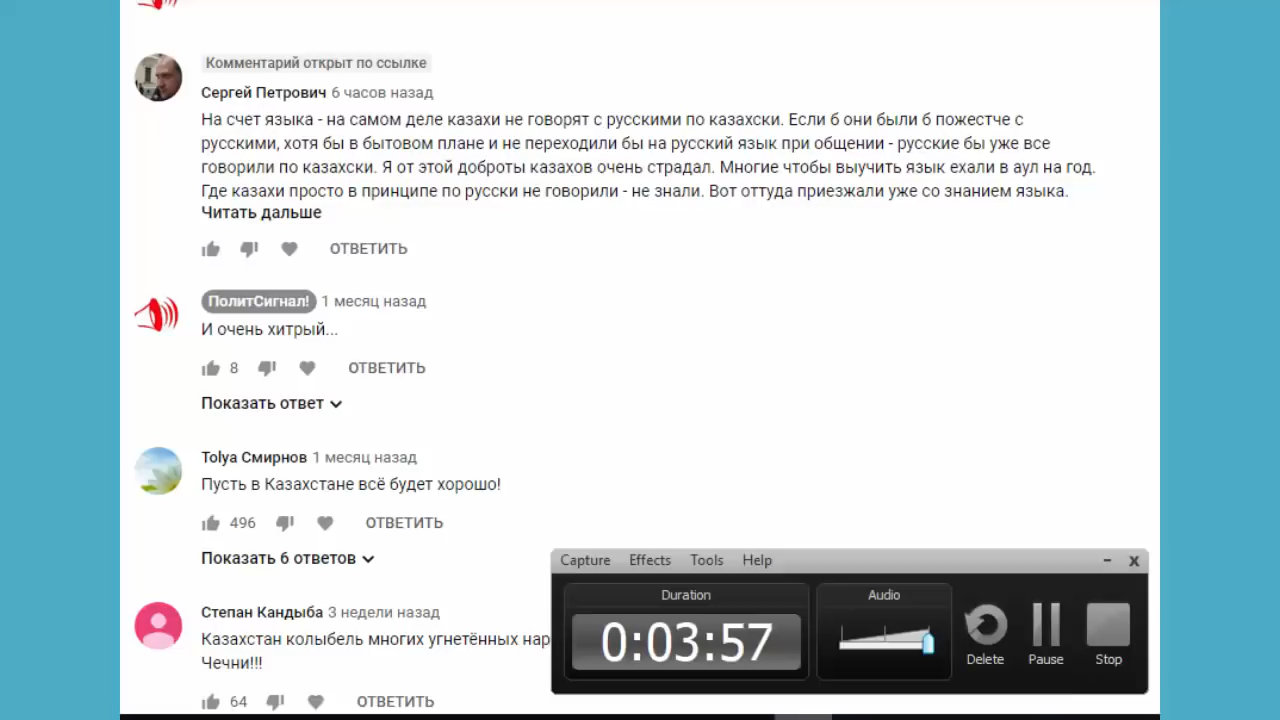 Комментарий открыт по ссылке
Сергей Петрович 6 часов назад
На счет языка - на самом деле казахи не говорят с русскими по казахски. Если б они были б пожестче с
русскими, хотя бы в бытовом плане и не переходили бы на русский язык при общении - русские бы уже все
говорили по казахски. Я от этой доброты казахов очень страдал. Многие чтобы выучить язык ехали в аул на год.
Где казахи просто в принципе по русски не говорили - не знали. Вот оттуда приезжали уже со знанием языка.
Читать дальше
ОТВЕТИТЬ
ПолитСигнал! 1 месяц назад
И очень хитрый...
8 ОТВЕТИТЬ
Показать ответ
Tolya Смирнов 1 месяц назад
Пусть в Казахстане всё будет хорошо!
496 ОТВЕТИТЬ
Показать 6 ответов
Степан Кандыба 3 недели назад
Казахстан колыбель многих угнетённых нар
Чечни!!!
64 ОТВЕТИТЬ
Capture Effects Tools Help
Duration Audio
0:03:57
Delete Pause Stop